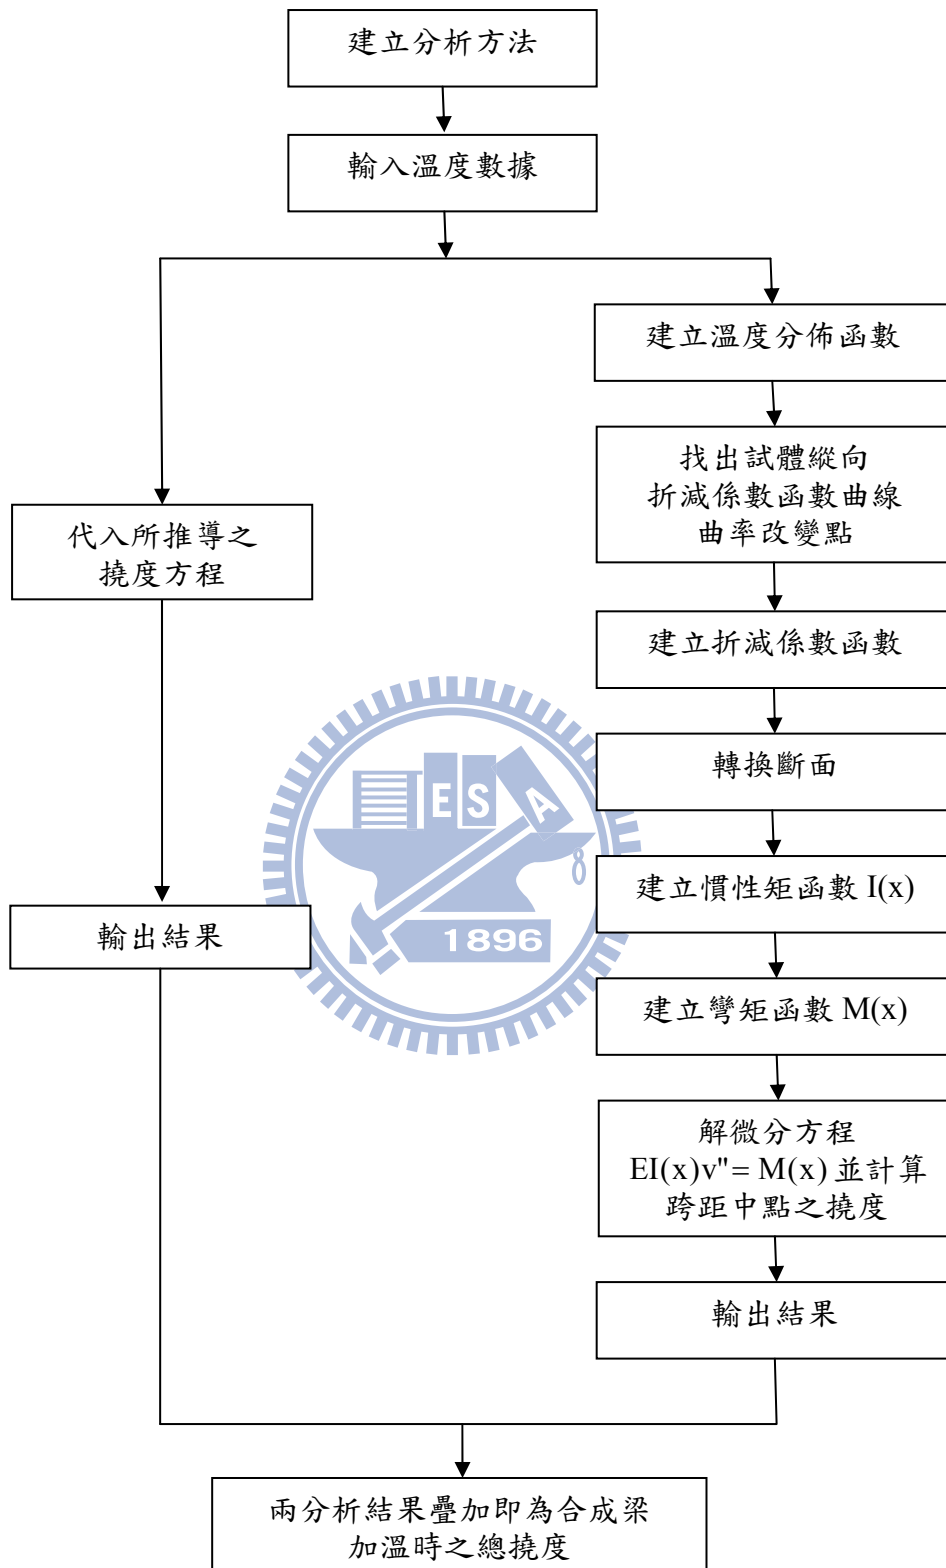 建立分析方法
輸入溫度數據
建立溫度分佈函數
找出試體縱向
折減係數函數曲線
曲率改變點
代入所推導之
撓度方程
建立折減係數函數
轉換斷面
E S A
建立慣性矩函數 I(x)
輸出結果
1896
建立彎矩函數 M(x)
解微分方程
EI(x)v"= M(x) 並計算
跨距中點之撓度
輸出結果
兩分析結果疊加即為合成梁
加溫時之總撓度